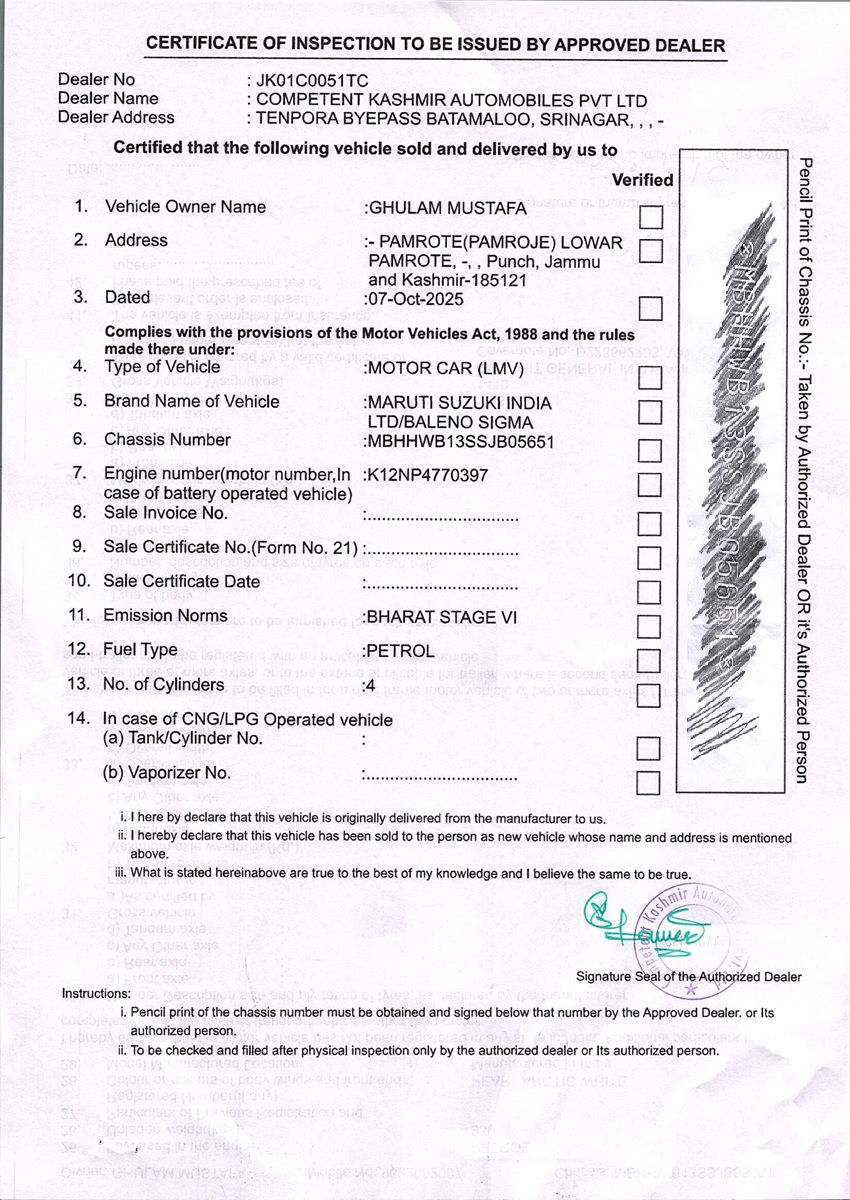 CERTIFICATE OF INSPECTION TO BE ISSUED BY APPROVED DEALER
Dealer No : JK01C0051TC
Dealer Name : COMPETENT KASHMIR AUTOMOBILES PVT LTD
Dealer Address : TENPORA BYEPASS BATAMALOO, SRINAGAR, , , -
Certified that the following vehicle sold and delivered by us to
Verified
1. Vehicle Owner Name :GHULAM MUSTAFA
2. Address :- PAMROTE(PAMROJE) LOWAR
PAMROTE, -, , Punch, Jammu
and Kashmir-185121
3. Dated :07-Oct-2025
Complies with the provisions of the Motor Vehicles Act, 1988 and the rules
made there under:
4. Type of Vehicle :MOTOR CAR (LMV)
5. Brand Name of Vehicle :MARUTI SUZUKI INDIA
LTD/BALENO SIGMA
6. Chassis Number :MBHHWB13SSJB05651
7. Engine number(motor number,In :K12NP4770397
case of battery operated vehicle)
8. Sale Invoice No. :................................
9. Sale Certificate No.(Form No. 21) :................................
10. Sale Certificate Date :................................
11. Emission Norms :BHARAT STAGE VI
12. Fuel Type :PETROL
13. No. of Cylinders :4
14. In case of CNG/LPG Operated vehicle
(a) Tank/Cylinder No. :
(b) Vaporizer No. :................................
Pencil Print of Chassis No.:- Taken by Authorized Dealer OR it's Authorized Person
MBHHWB13SSJB05651
i. I here by declare that this vehicle is originally delivered from the manufacturer to us.
ii. I hereby declare that this vehicle has been sold to the person as new vehicle whose name and address is mentioned
above.
iii. What is stated hereinabove are true to the best of my knowledge and I believe the same to be true.
Competent Kashmir Automo
Pvt. Ltd
Signature Seal of the Authorized Dealer
Instructions:
i. Pencil print of the chassis number must be obtained and signed below that number by the Approved Dealer. or Its
authorized person.
ii. To be checked and filled after physical inspection only by the authorized dealer or Its authorized person.